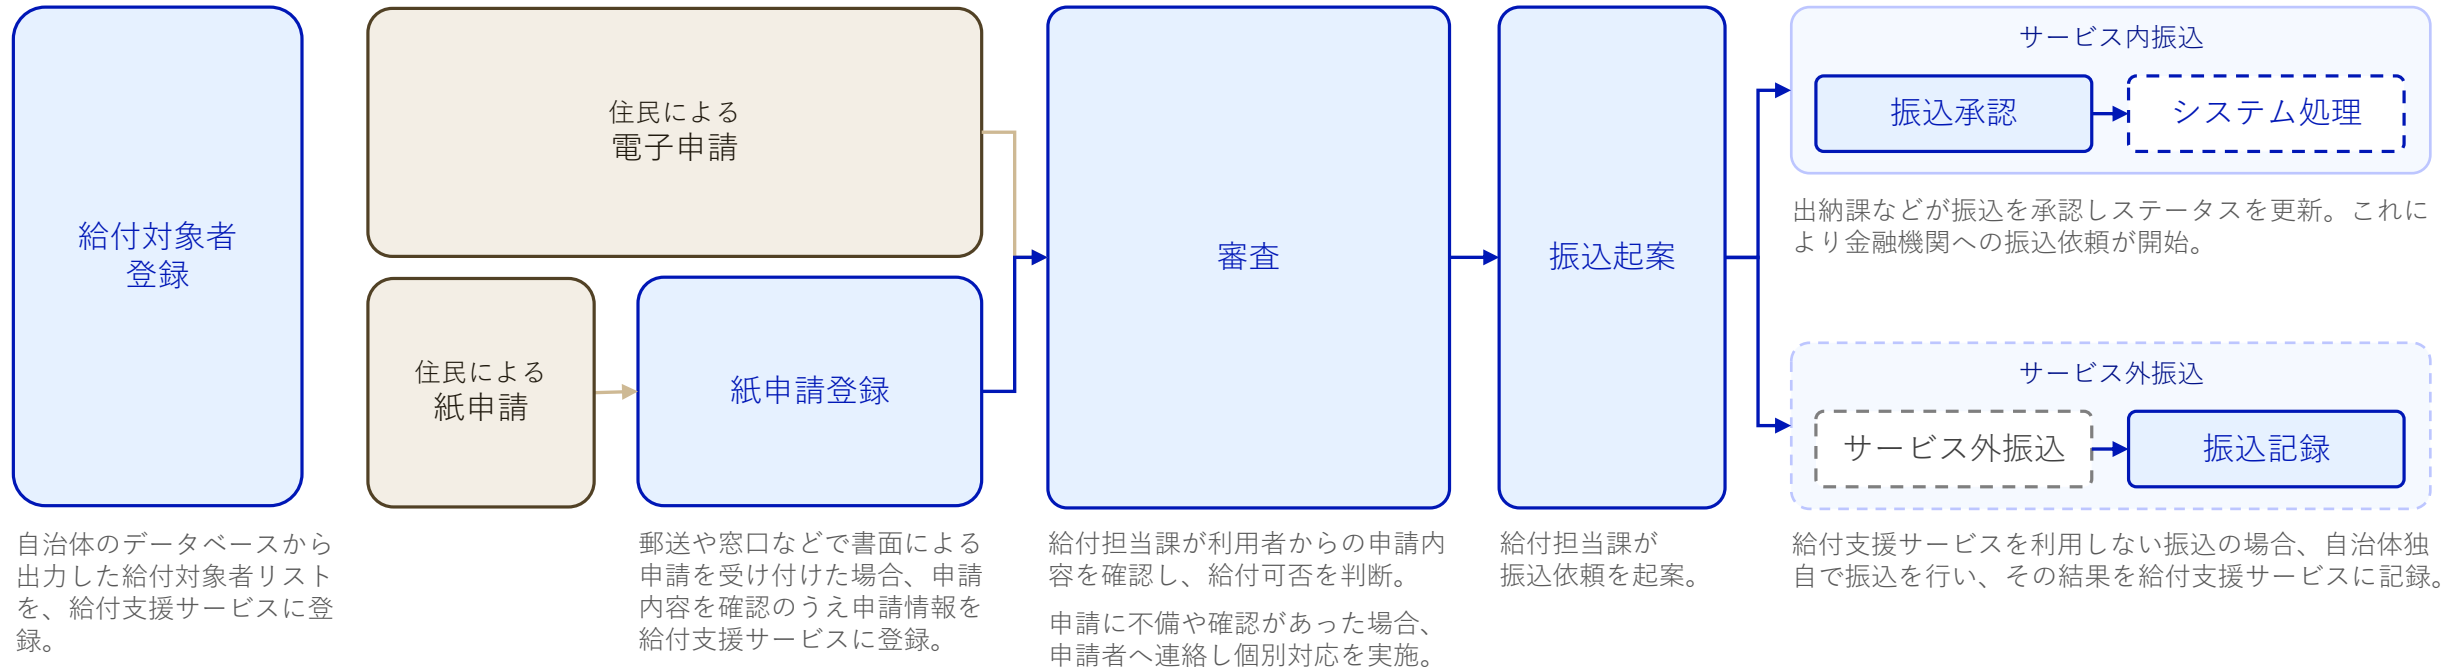 給付対象者
登録
自治体のデータベースから
出力した給付対象者リスト
を、給付支援サービスに登
録。
住民による
電子申請
住民による
紙申請
紙申請登録
郵送や窓口などで書面による
申請を受け付けた場合、申請
内容を確認のうえ申請情報を
給付支援サービスに登録。
審査
給付担当課が利用者からの申請内
容を確認し、給付可否を判断。
申請に不備や確認があった場合、
申請者へ連絡し個別対応を実施。
振込起案
給付担当課が
振込依頼を起案。
サービス内振込
振込承認
システム処理
出納課などが振込を承認しステータスを更新。これに
より金融機関への振込依頼が開始。
サービス外振込
サービス外振込
振込記録
給付支援サービスを利用しない振込の場合、自治体独
自で振込を行い、その結果を給付支援サービスに記録。